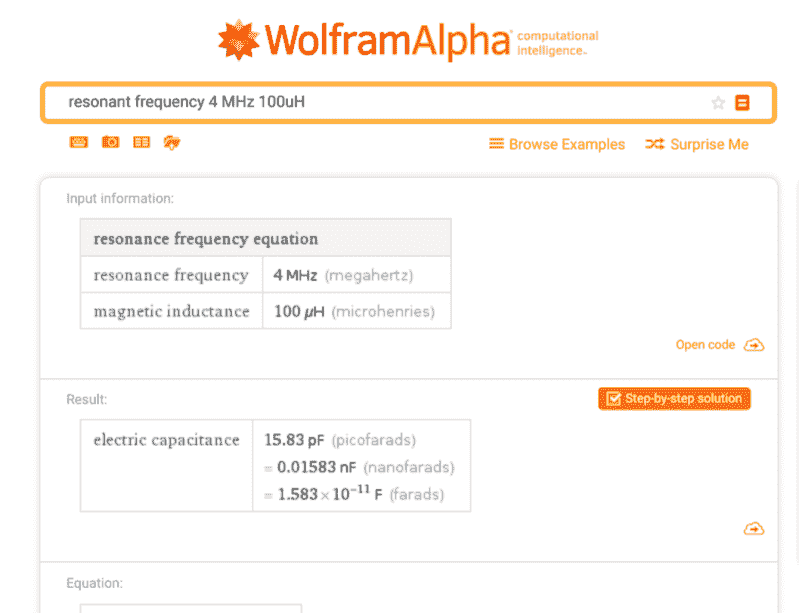 WolframAlpha computational intelligence.
resonant frequency 4 MHz 100uH
Browse Examples Surprise Me
Input information:
resonance frequency equation
resonance frequency 4 MHz (megahertz)
magnetic inductance 100 μH (microhenries)
Open code
Result:
Step-by-step solution
electric capacitance 15.83 pF (picofarads)
= 0.01583 nF (nanofarads)
= 1.583×10⁻¹¹ F (farads)
Equation: